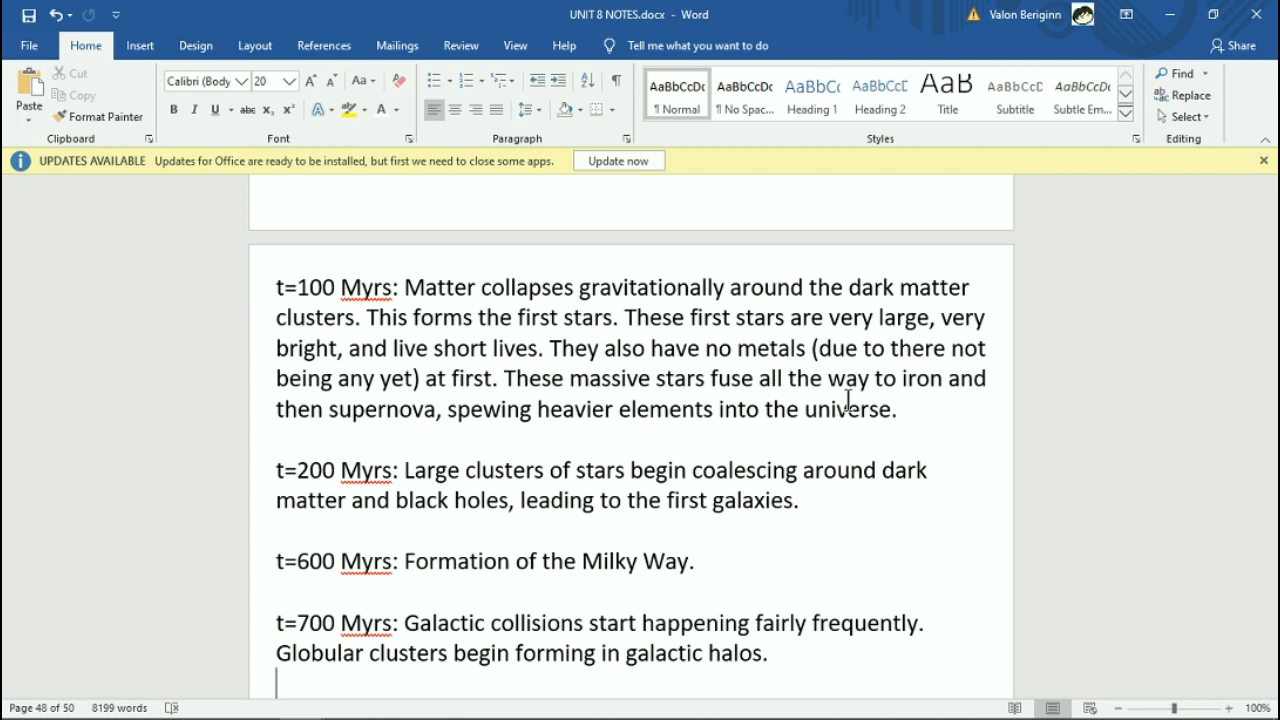 UNIT 8 NOTES.docx - Word
Valon Beriginn
File Home Insert Design Layout References Mailings Review View Help Tell me what you want to do Share
Paste
Cut
Copy
Format Painter
Clipboard
Calibri (Body 20
Font
Paragraph
AaBbCcDc AaBbCcDc AaBbCc AaBbCcD AaB AaBbCcD AaBbCcDc
¶ Normal ¶ No Spac... Heading 1 Heading 2 Title Subtitle Subtle Em...
Styles
Find
Replace
Select
Editing
UPDATES AVAILABLE Updates for Office are ready to be installed, but first we need to close some apps. Update now
t=100 Myrs: Matter collapses gravitationally around the dark matter
clusters. This forms the first stars. These first stars are very large, very
bright, and live short lives. They also have no metals (due to there not
being any yet) at first. These massive stars fuse all the way to iron and
then supernova, spewing heavier elements into the universe.
t=200 Myrs: Large clusters of stars begin coalescing around dark
matter and black holes, leading to the first galaxies.
t=600 Myrs: Formation of the Milky Way.
t=700 Myrs: Galactic collisions start happening fairly frequently.
Globular clusters begin forming in galactic halos.
Page 48 of 50 8199 words 100%